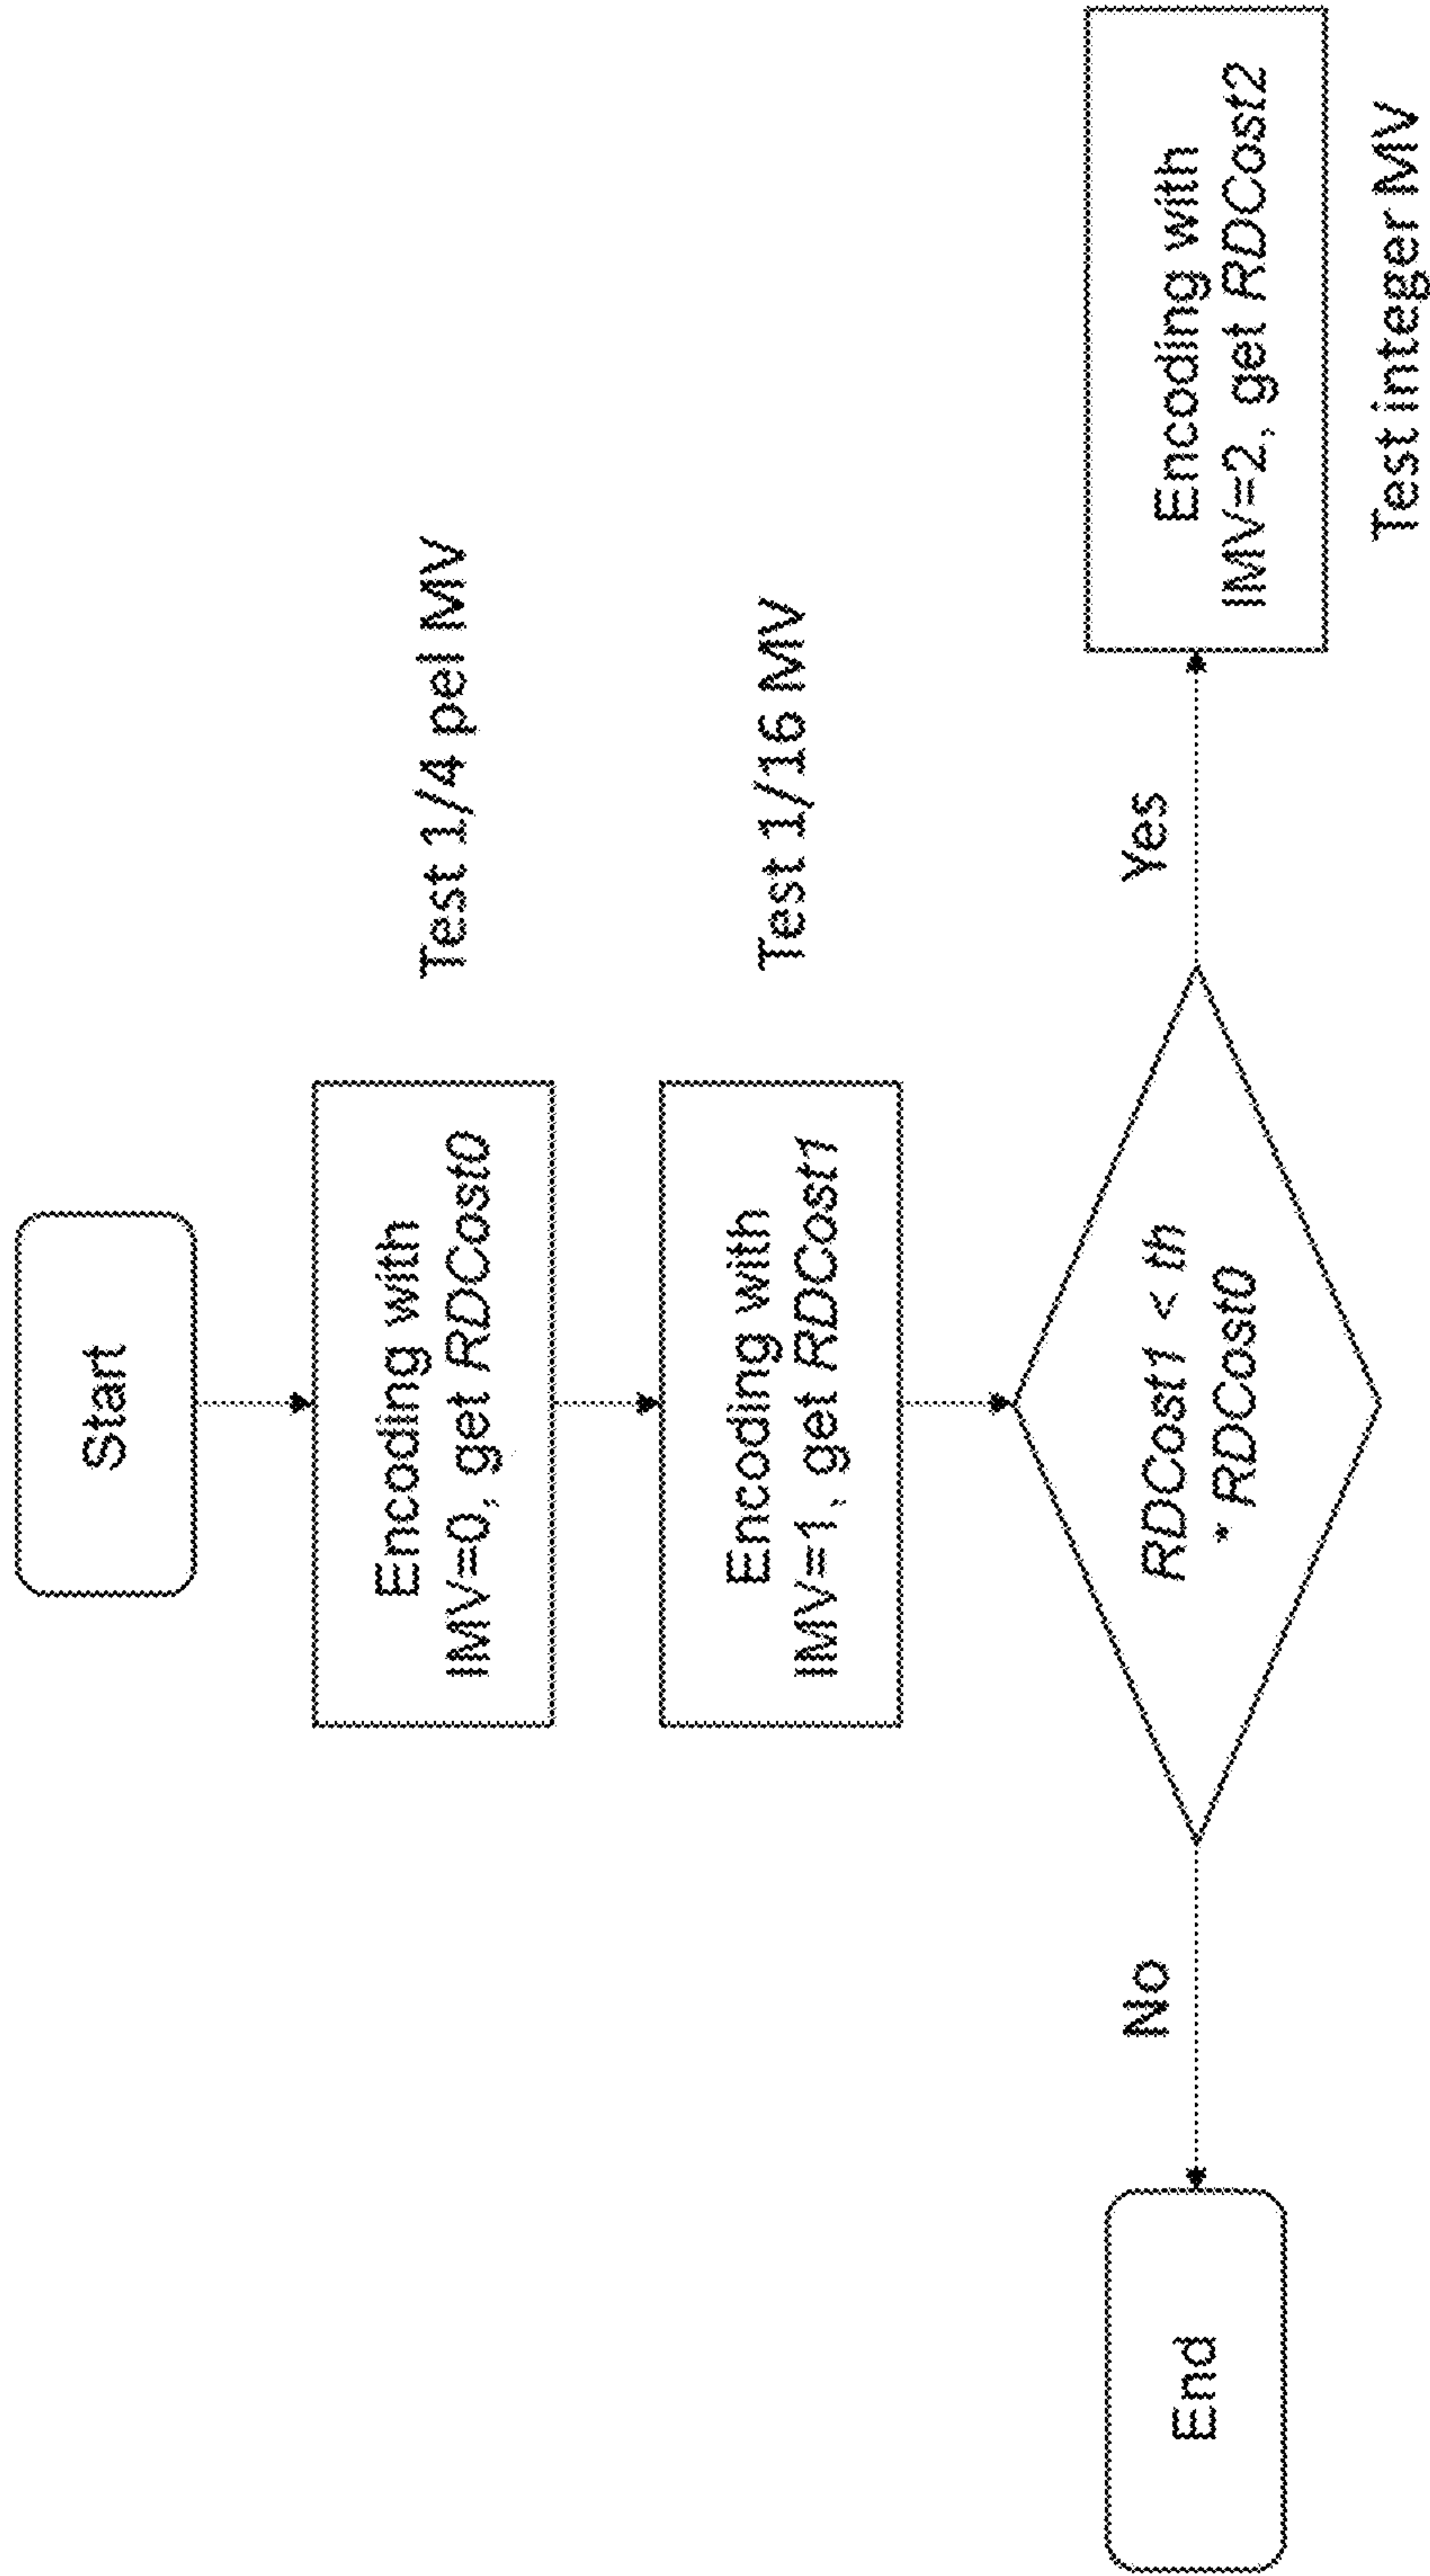 Start
Encoding with
IMV=0, get RDCost0
Test 1/4 pel MV
Encoding with
IMV=1, get RDCost1
Test 1/16 MV
RDCost1 < th
* RDCost0
No
Yes
End
Encoding with
IMV=2, get RDCost2
Test integer MV